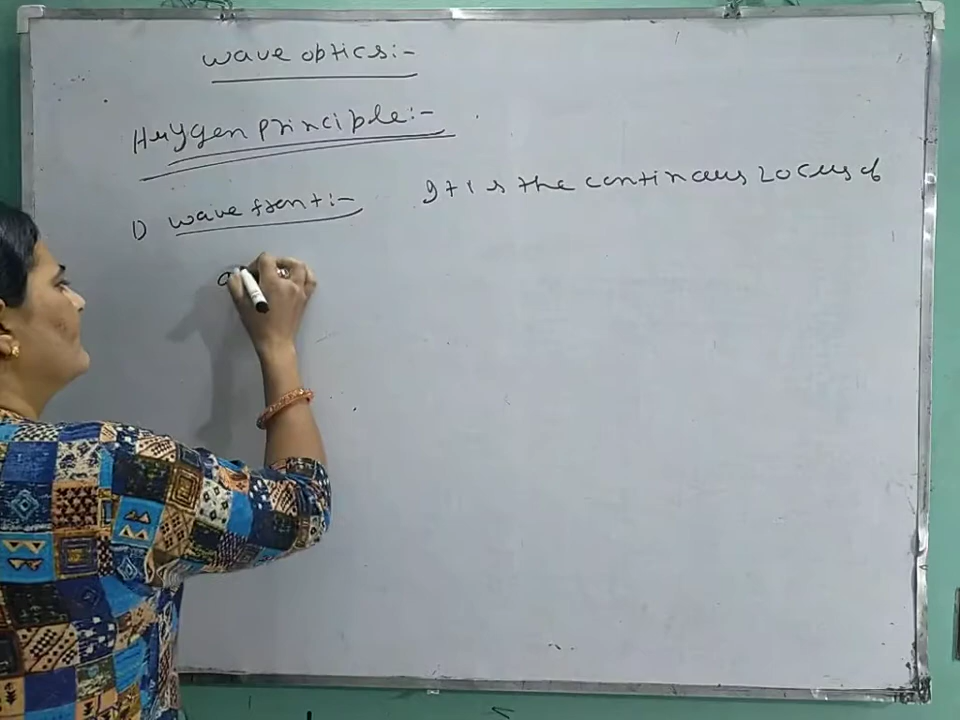 wave optics:-
Huygen principle:-
1) wave front:- It is the continuous Locus of
a